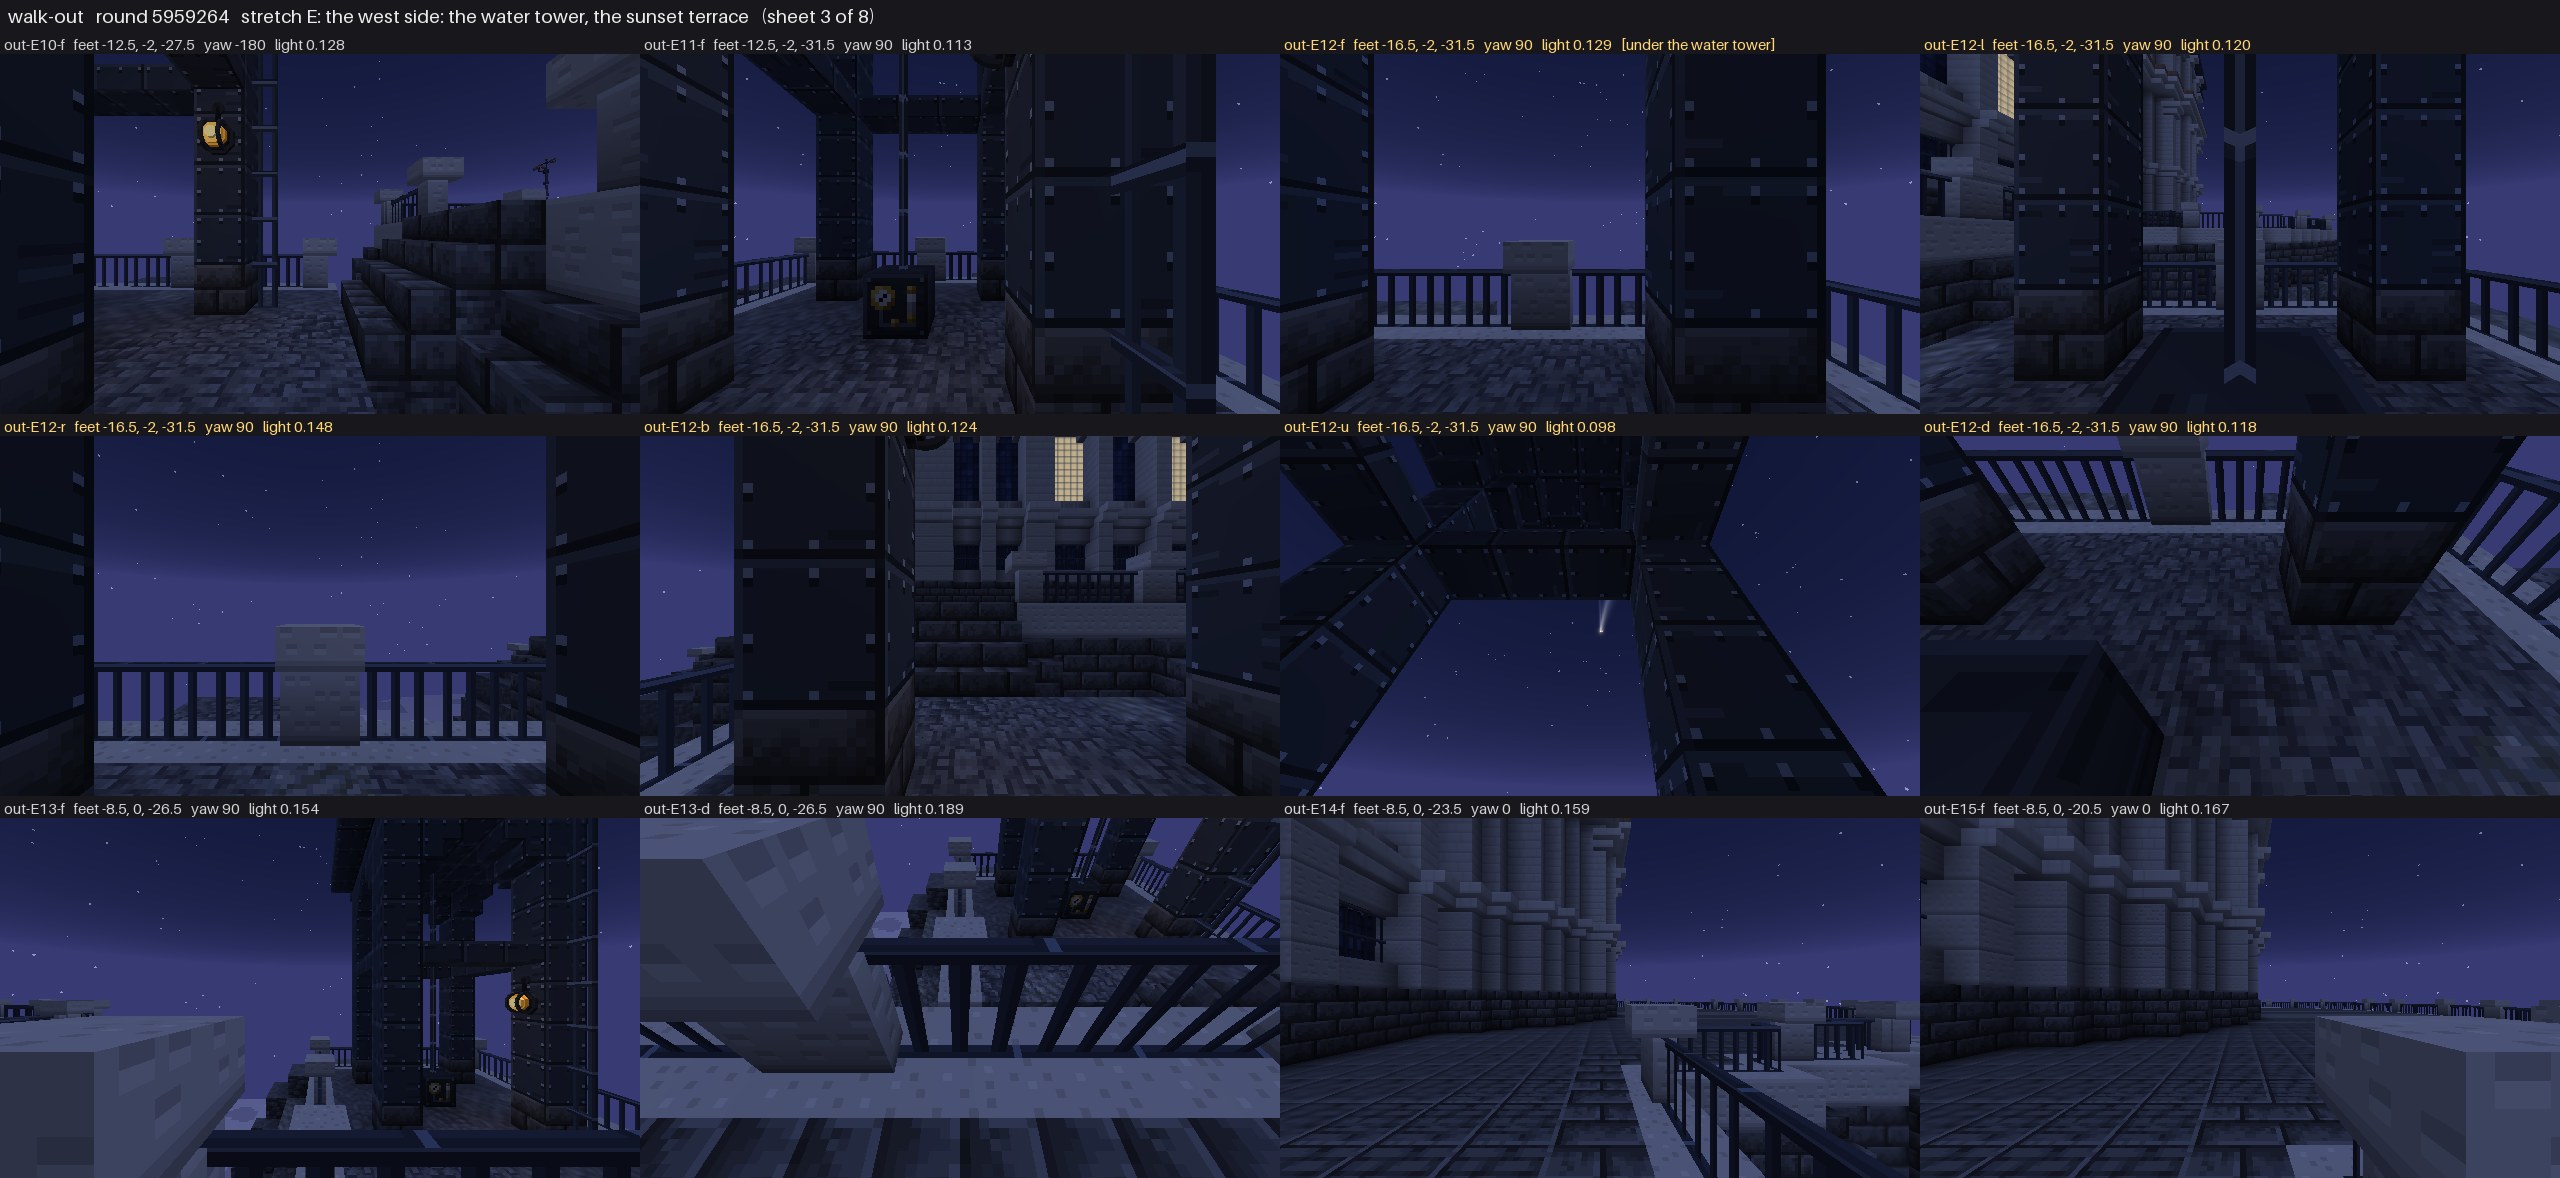 walk-out round 5959264 stretch E: the west side: the water tower, the sunset terrace (sheet 3 of 8)
out-E10-f feet -12.5, -2, -27.5 yaw -180 light 0.128
out-E11-f feet -12.5, -2, -31.5 yaw 90 light 0.113
out-E12-f feet -16.5, -2, -31.5 yaw 90 light 0.129 [under the water tower]
out-E12-l feet -16.5, -2, -31.5 yaw 90 light 0.120
out-E12-r feet -16.5, -2, -31.5 yaw 90 light 0.148
out-E12-b feet -16.5, -2, -31.5 yaw 90 light 0.124
out-E12-u feet -16.5, -2, -31.5 yaw 90 light 0.098
out-E12-d feet -16.5, -2, -31.5 yaw 90 light 0.118
out-E13-f feet -8.5, 0, -26.5 yaw 90 light 0.154
out-E13-d feet -8.5, 0, -26.5 yaw 90 light 0.189
out-E14-f feet -8.5, 0, -23.5 yaw 0 light 0.159
out-E15-f feet -8.5, 0, -20.5 yaw 0 light 0.167